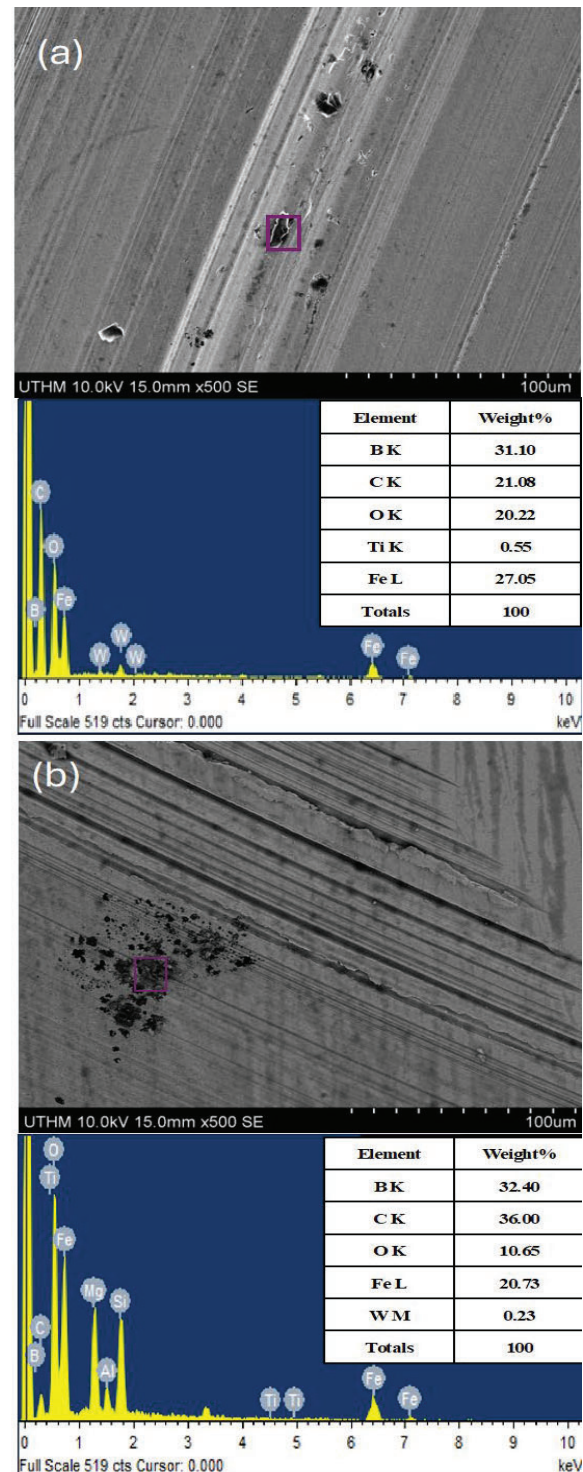 (a)
UTHM 10.0kV 15.0mm x500 SE 100um
Element Weight%
B K 31.10
C K 21.08
O K 20.22
Ti K 0.55
Fe L 27.05
Totals 100
C
O
B Fe
W W W
Fe Fe
0 1 2 3 4 5 6 7 8 9 10
Full Scale 519 cts Cursor: 0.000 keV
(b)
UTHM 10.0kV 15.0mm x500 SE 100um
Element Weight%
B K 32.40
C K 36.00
O K 10.65
Fe L 20.73
W M 0.23
Totals 100
O
Ti
Fe
Mg Si
C
B Al
Ti Ti
Fe Fe
0 1 2 3 4 5 6 7 8 9 10
Full Scale 519 cts Cursor: 0.000 keV